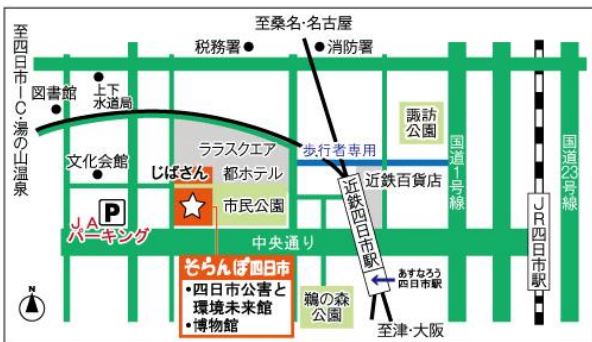 至桑名･名古屋
税務署
消防署
至四日市IC･湯の山温泉
上下
水道局
図書館
諏訪
公園
ララスクエア
歩行者専用
国道1号線
国道23号線
文化会館
じばさん
都ホテル
近鉄百貨店
P
JA
パーキング
市民公園
近鉄四日市駅
JR四日市駅
中央通り
そらんぽ四日市
•四日市公害と
環境未来館
•博物館
あすなろう
四日市駅
鵜の森
公園
N
至津･大阪